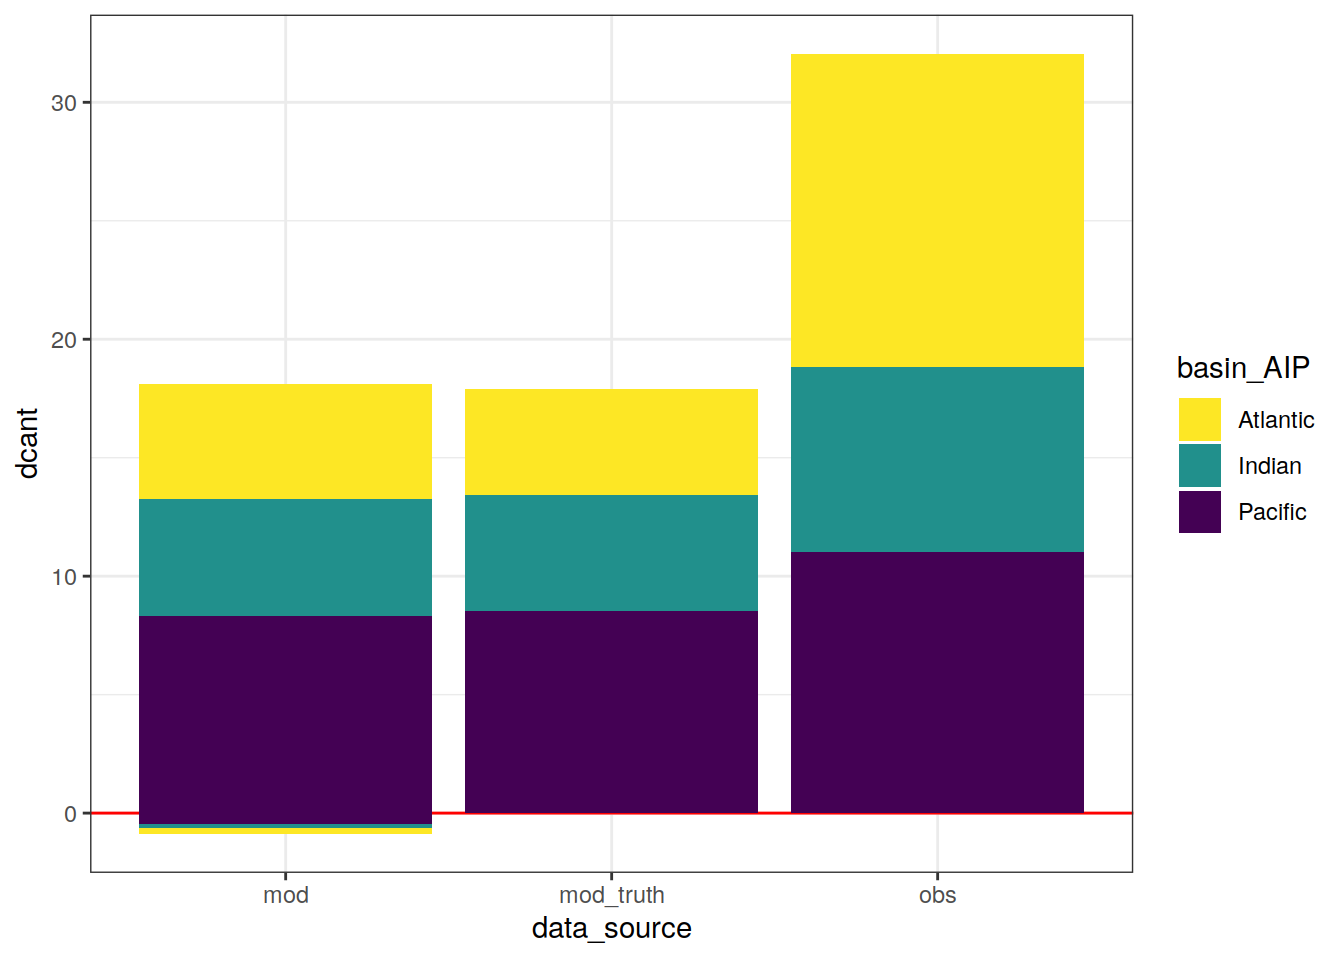 dcant
30
20
10
0
mod
mod_truth
obs
data_source
basin_AIP
Atlantic
Indian
Pacific